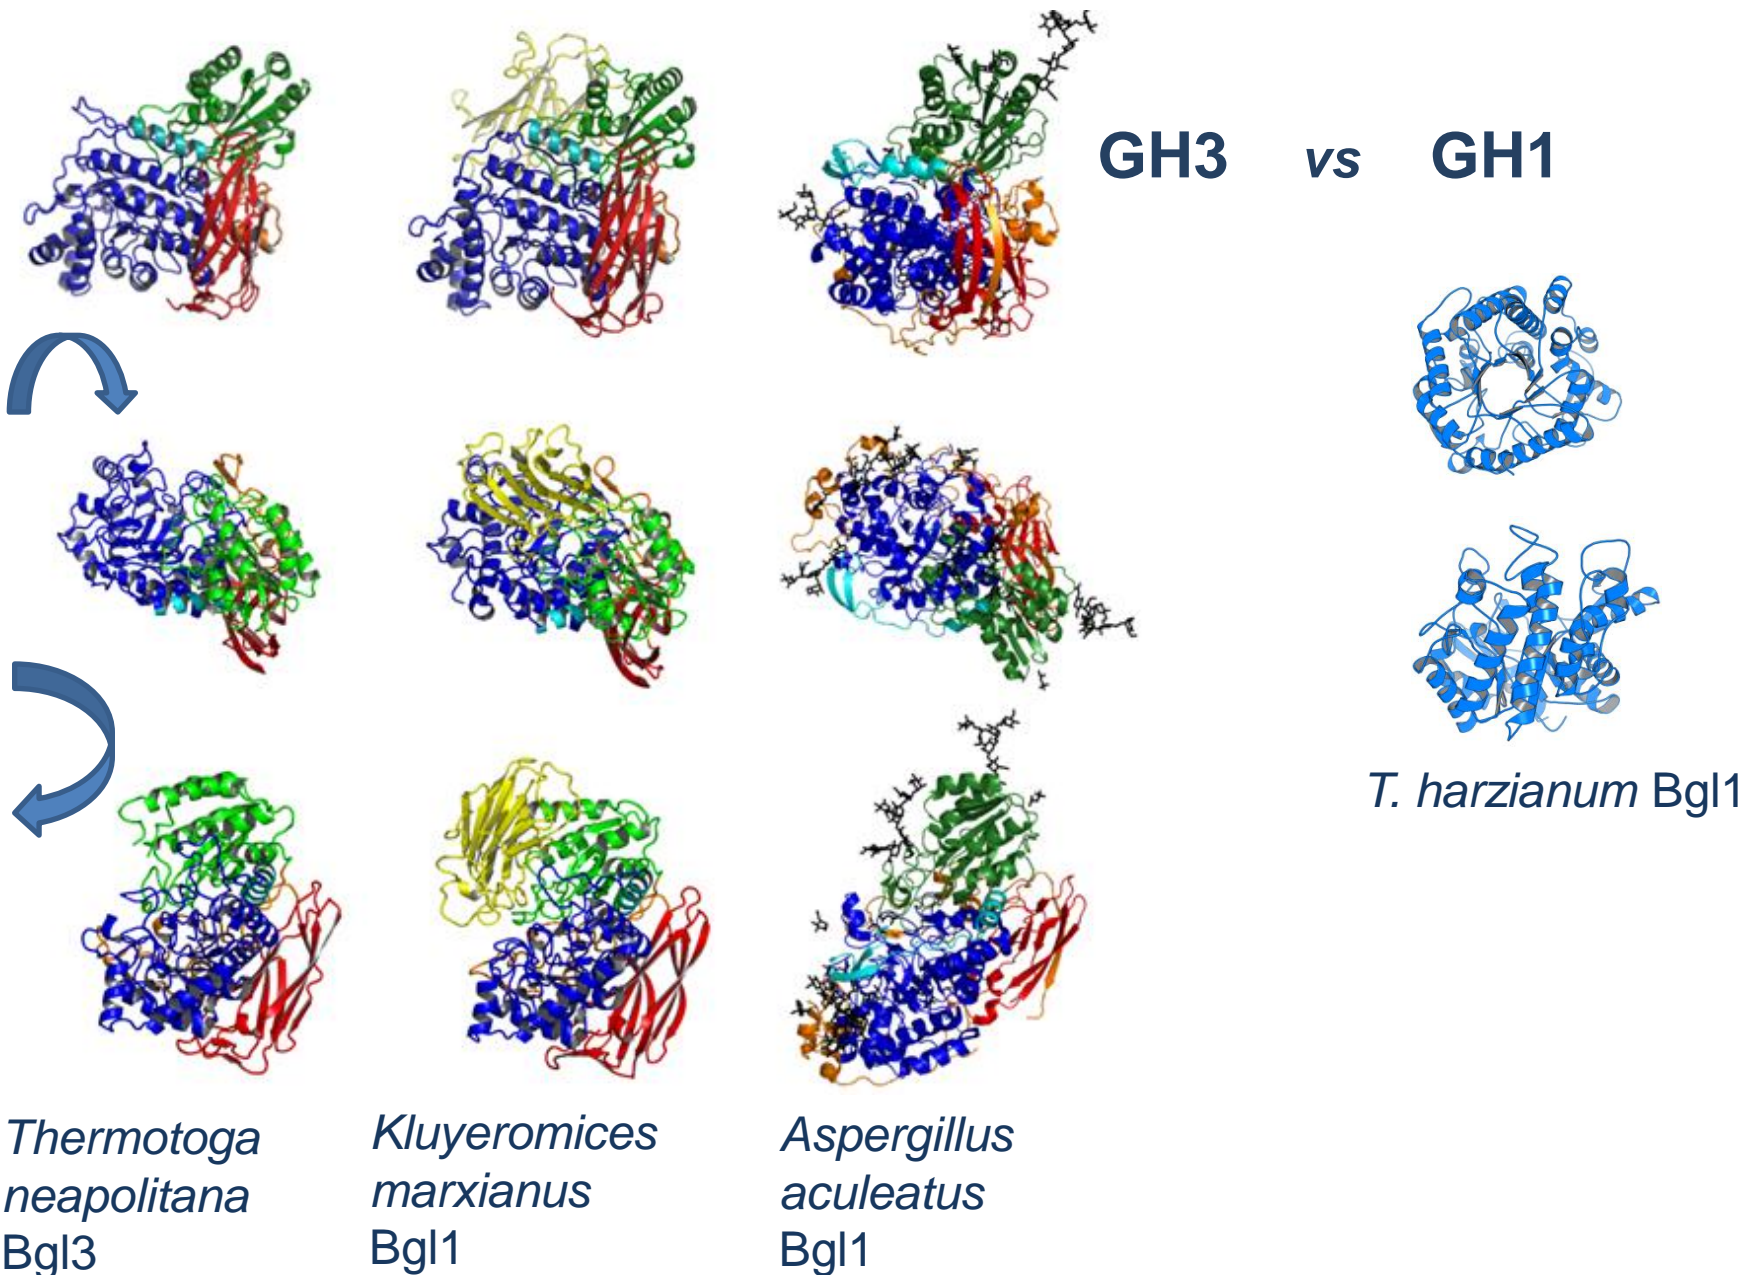 GH3 vs GH1
T. harzianum Bgl1
Thermotoga
neapolitana
Bgl3
Kluyeromices
marxianus
Bgl1
Aspergillus
aculeatus
Bgl1